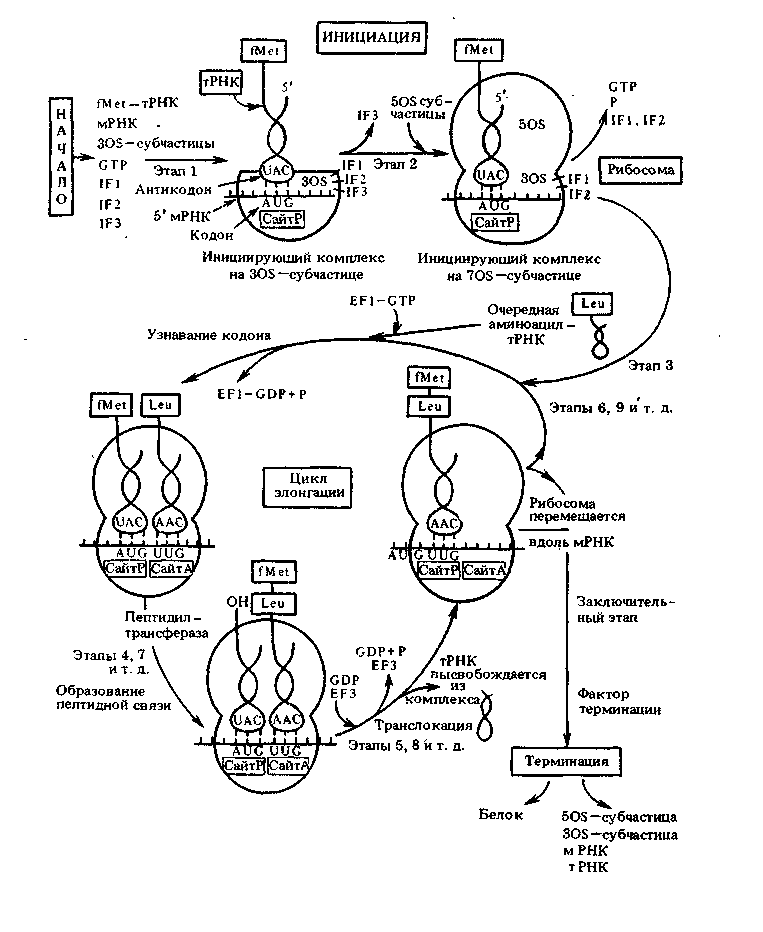 ИНИЦИАЦИЯ
НАЧАЛО
fMet—тРНК
мРНК
30S—субчастицы
GTP
IF1
IF2
IF3
Этап 1
fMet
тРНК
5'
UAC
30S
IF1
IF2
IF3
Антикодон
5' мРНК
Кодон
AUG
СайтP
Инициирующий комплекс
на 30S—субчастице
IF3
50S суб-
частицы
Этап 2
fMet
5'
50S
UAC
30S
IF1
IF2
AUG
СайтP
Инициирующий комплекс
на 70S—субчастице
GTP
P
IF1, IF2
Рибосома
Этап 3
EF1—GTP
Очередная
аминоацил—
тРНК
Leu
Узнавание кодона
EF1—GDP+P
Этапы 6, 9 и т. д.
fMet
Leu
UAC
AAC
AUG UUG
СайтP
СайтA
Цикл
элонгации
fMet
Leu
AAC
AUG UUG
СайтP
СайтA
Рибосома
перемещается
вдоль мРНК
Пептидил-
трансфераза
Этапы 4, 7
и т. д.
Образование
пептидной связи
fMet
OH
Leu
UAC
AAC
AUG UUG
СайтP
СайтA
GDP
EF3
GDP+P
EF3
тРНК
высвобождается
из
комплекса
Транслокация
Этапы 5, 8 и т. д.
Заключитель-
ный этап
Фактор
терминации
Терминация
Белок
50S—субчастица
30S—субчастица
мРНК
тРНК